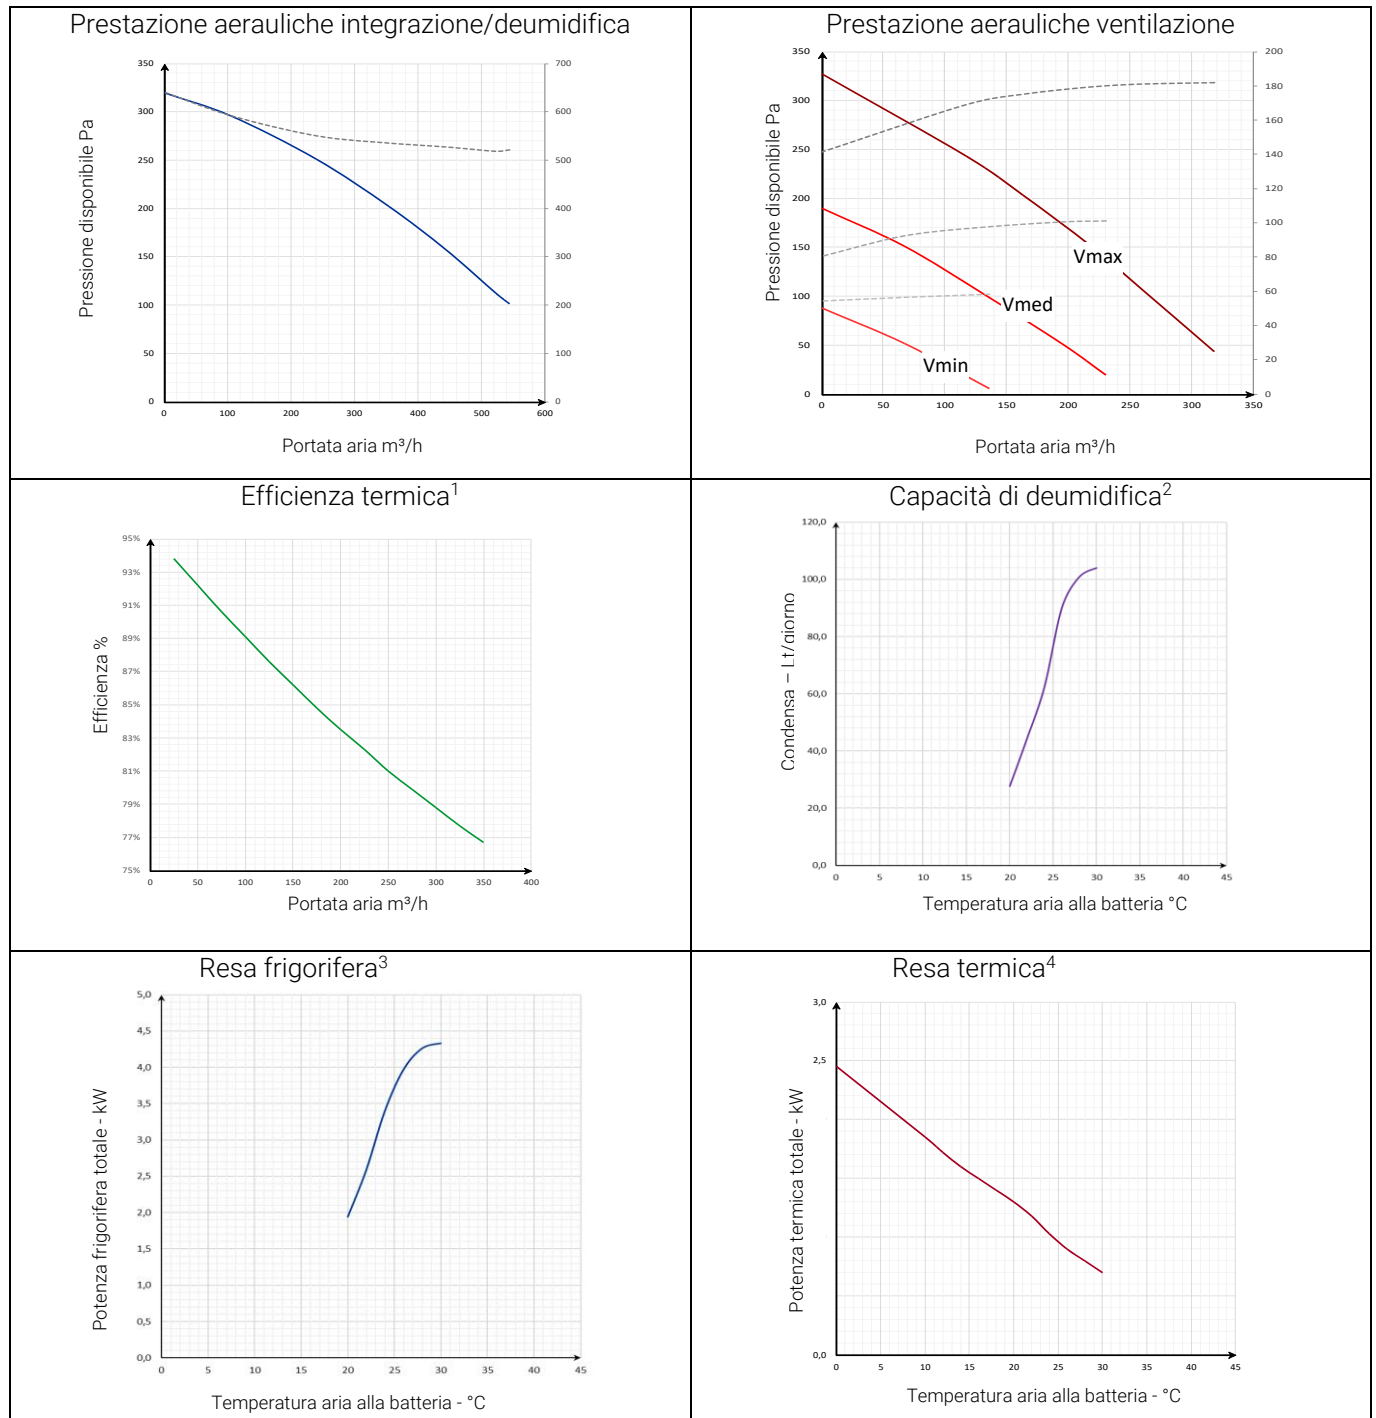 Prestazione aerauliche integrazione/deumidifica
Pressione disponibile Pa
350
300
250
200
150
100
50
0
700
600
500
400
300
200
100
0
0 100 200 300 400 500 600
Portata aria m³/h
Prestazione aerauliche ventilazione
Pressione disponibile Pa
350
300
250
200
150
100
50
0
200
180
160
140
120
100
80
60
40
20
0
Vmax
Vmed
Vmin
0 50 100 150 200 250 300 350
Portata aria m³/h
Efficienza termica¹
Efficienza %
95%
93%
91%
89%
87%
85%
83%
81%
79%
77%
75%
0 50 100 150 200 250 300 350 400
Portata aria m³/h
Capacità di deumidifica²
Condensa – Lt/giorno
120,0
100,0
80,0
60,0
40,0
20,0
0,0
0 5 10 15 20 25 30 35 40 45
Temperatura aria alla batteria °C
Resa frigorifera³
Potenza frigorifera totale - kW
5,0
4,5
4,0
3,5
3,0
2,5
2,0
1,5
1,0
0,5
0,0
0 5 10 15 20 25 30 35 40 45
Temperatura aria alla batteria - °C
Resa termica⁴
Potenza termica totale - kW
3,0
2,5
0,0
0 5 10 15 20 25 30 35 40 45
Temperatura aria alla batteria - °C